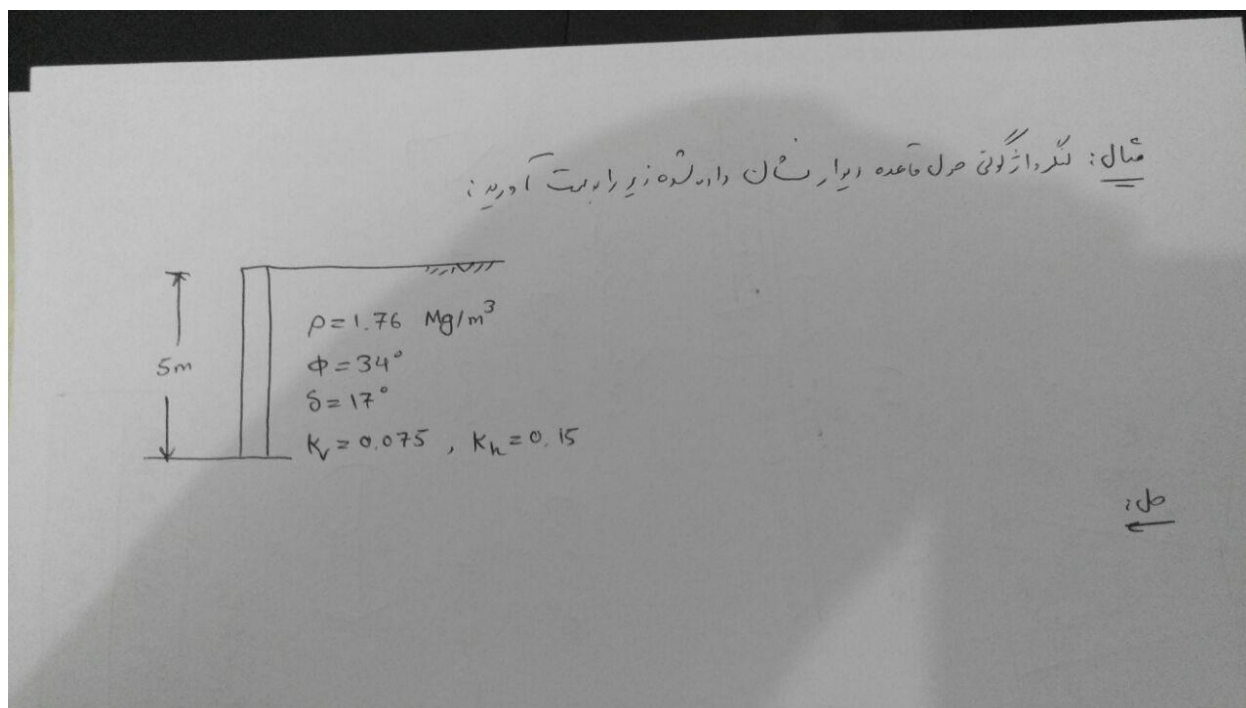 مثال: لنگر واژگونی حول قاعده دیوار نشان داده شده زیر را بدست آورید:
5m
ρ = 1.76 Mg/m³
Φ = 34°
δ = 17°
Kv = 0.075 , Kh = 0.15
حل: